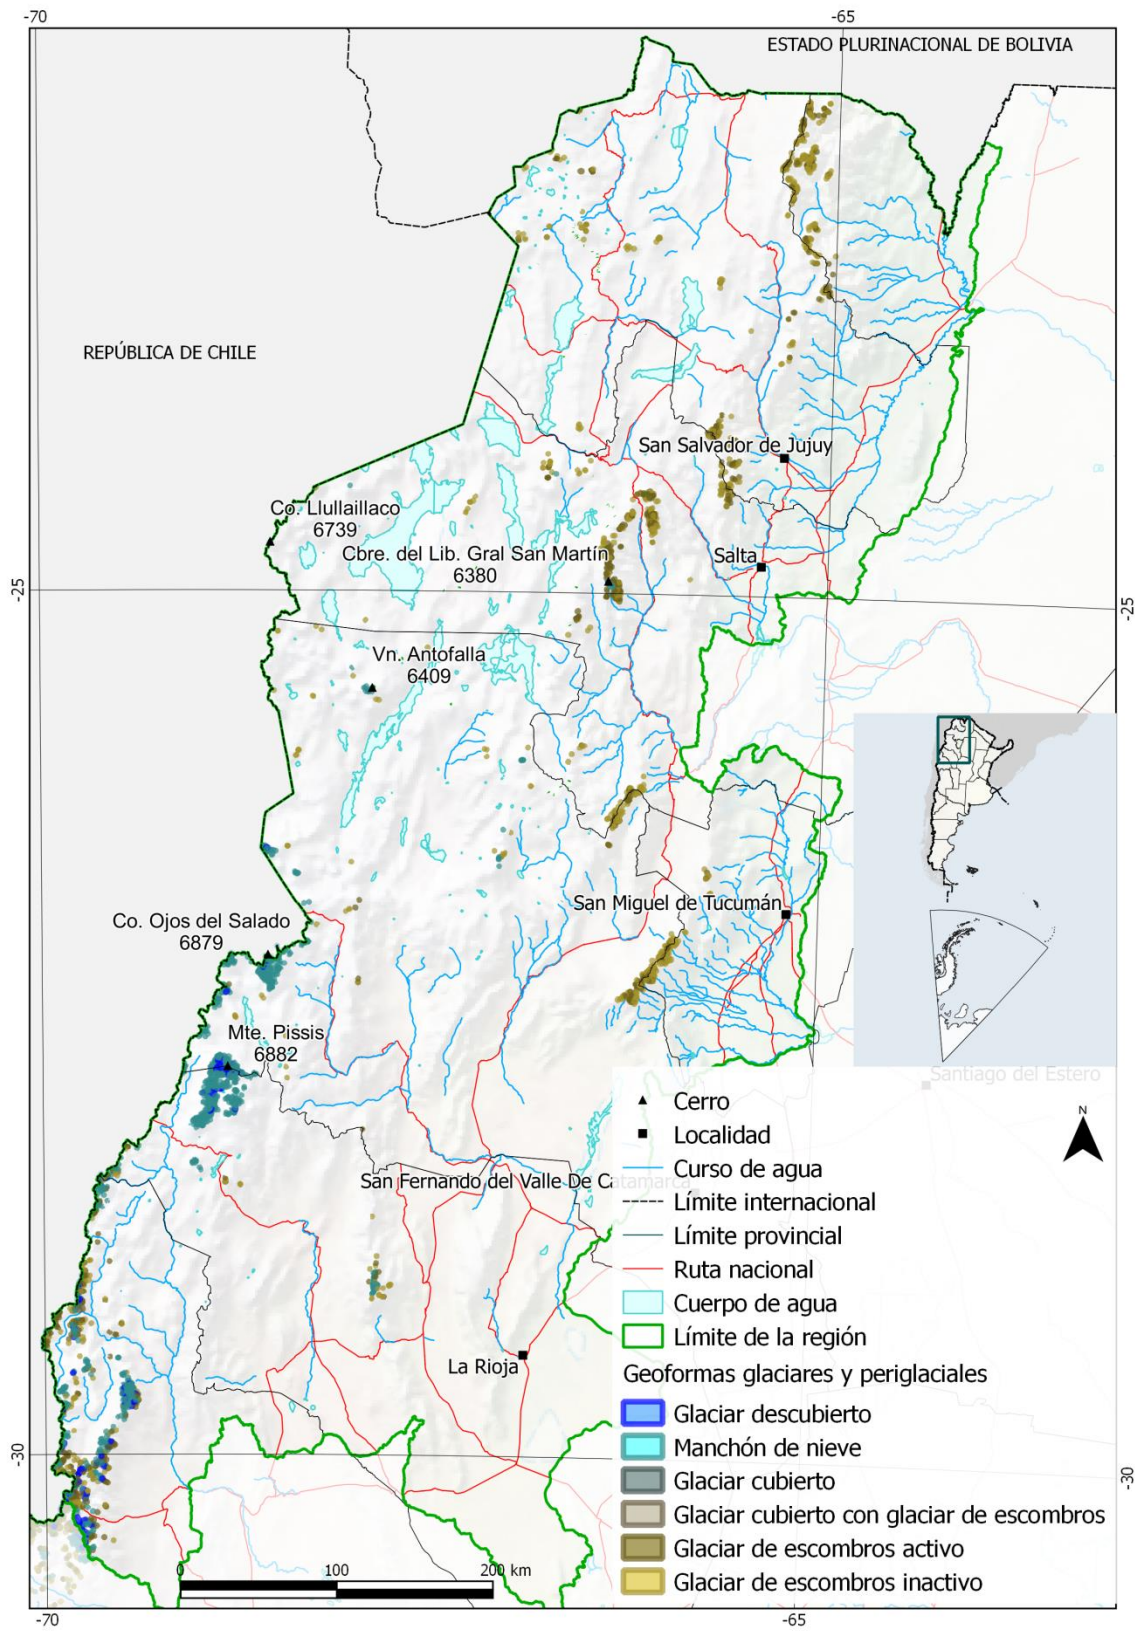 -70
-65
ESTADO PLURINACIONAL DE BOLIVIA
REPÚBLICA DE CHILE
San Salvador de Jujuy
Co. Llullaillaco
6739
Cbre. del Lib. Gral San Martín
6380
Salta
-25
-25
Vn. Antofalla
6409
San Miguel de Tucumán
Co. Ojos del Salado
6879
Mte. Pissis
6882
Santiago del Estero
San Fernando del Valle De Catamarca
La Rioja
N
Cerro
Localidad
Curso de agua
Límite internacional
Límite provincial
Ruta nacional
Cuerpo de agua
Límite de la región
Geoformas glaciares y periglaciales
Glaciar descubierto
Manchón de nieve
Glaciar cubierto
Glaciar cubierto con glaciar de escombros
Glaciar de escombros activo
Glaciar de escombros inactivo
-30
-30
0 100 200 km
-70
-65